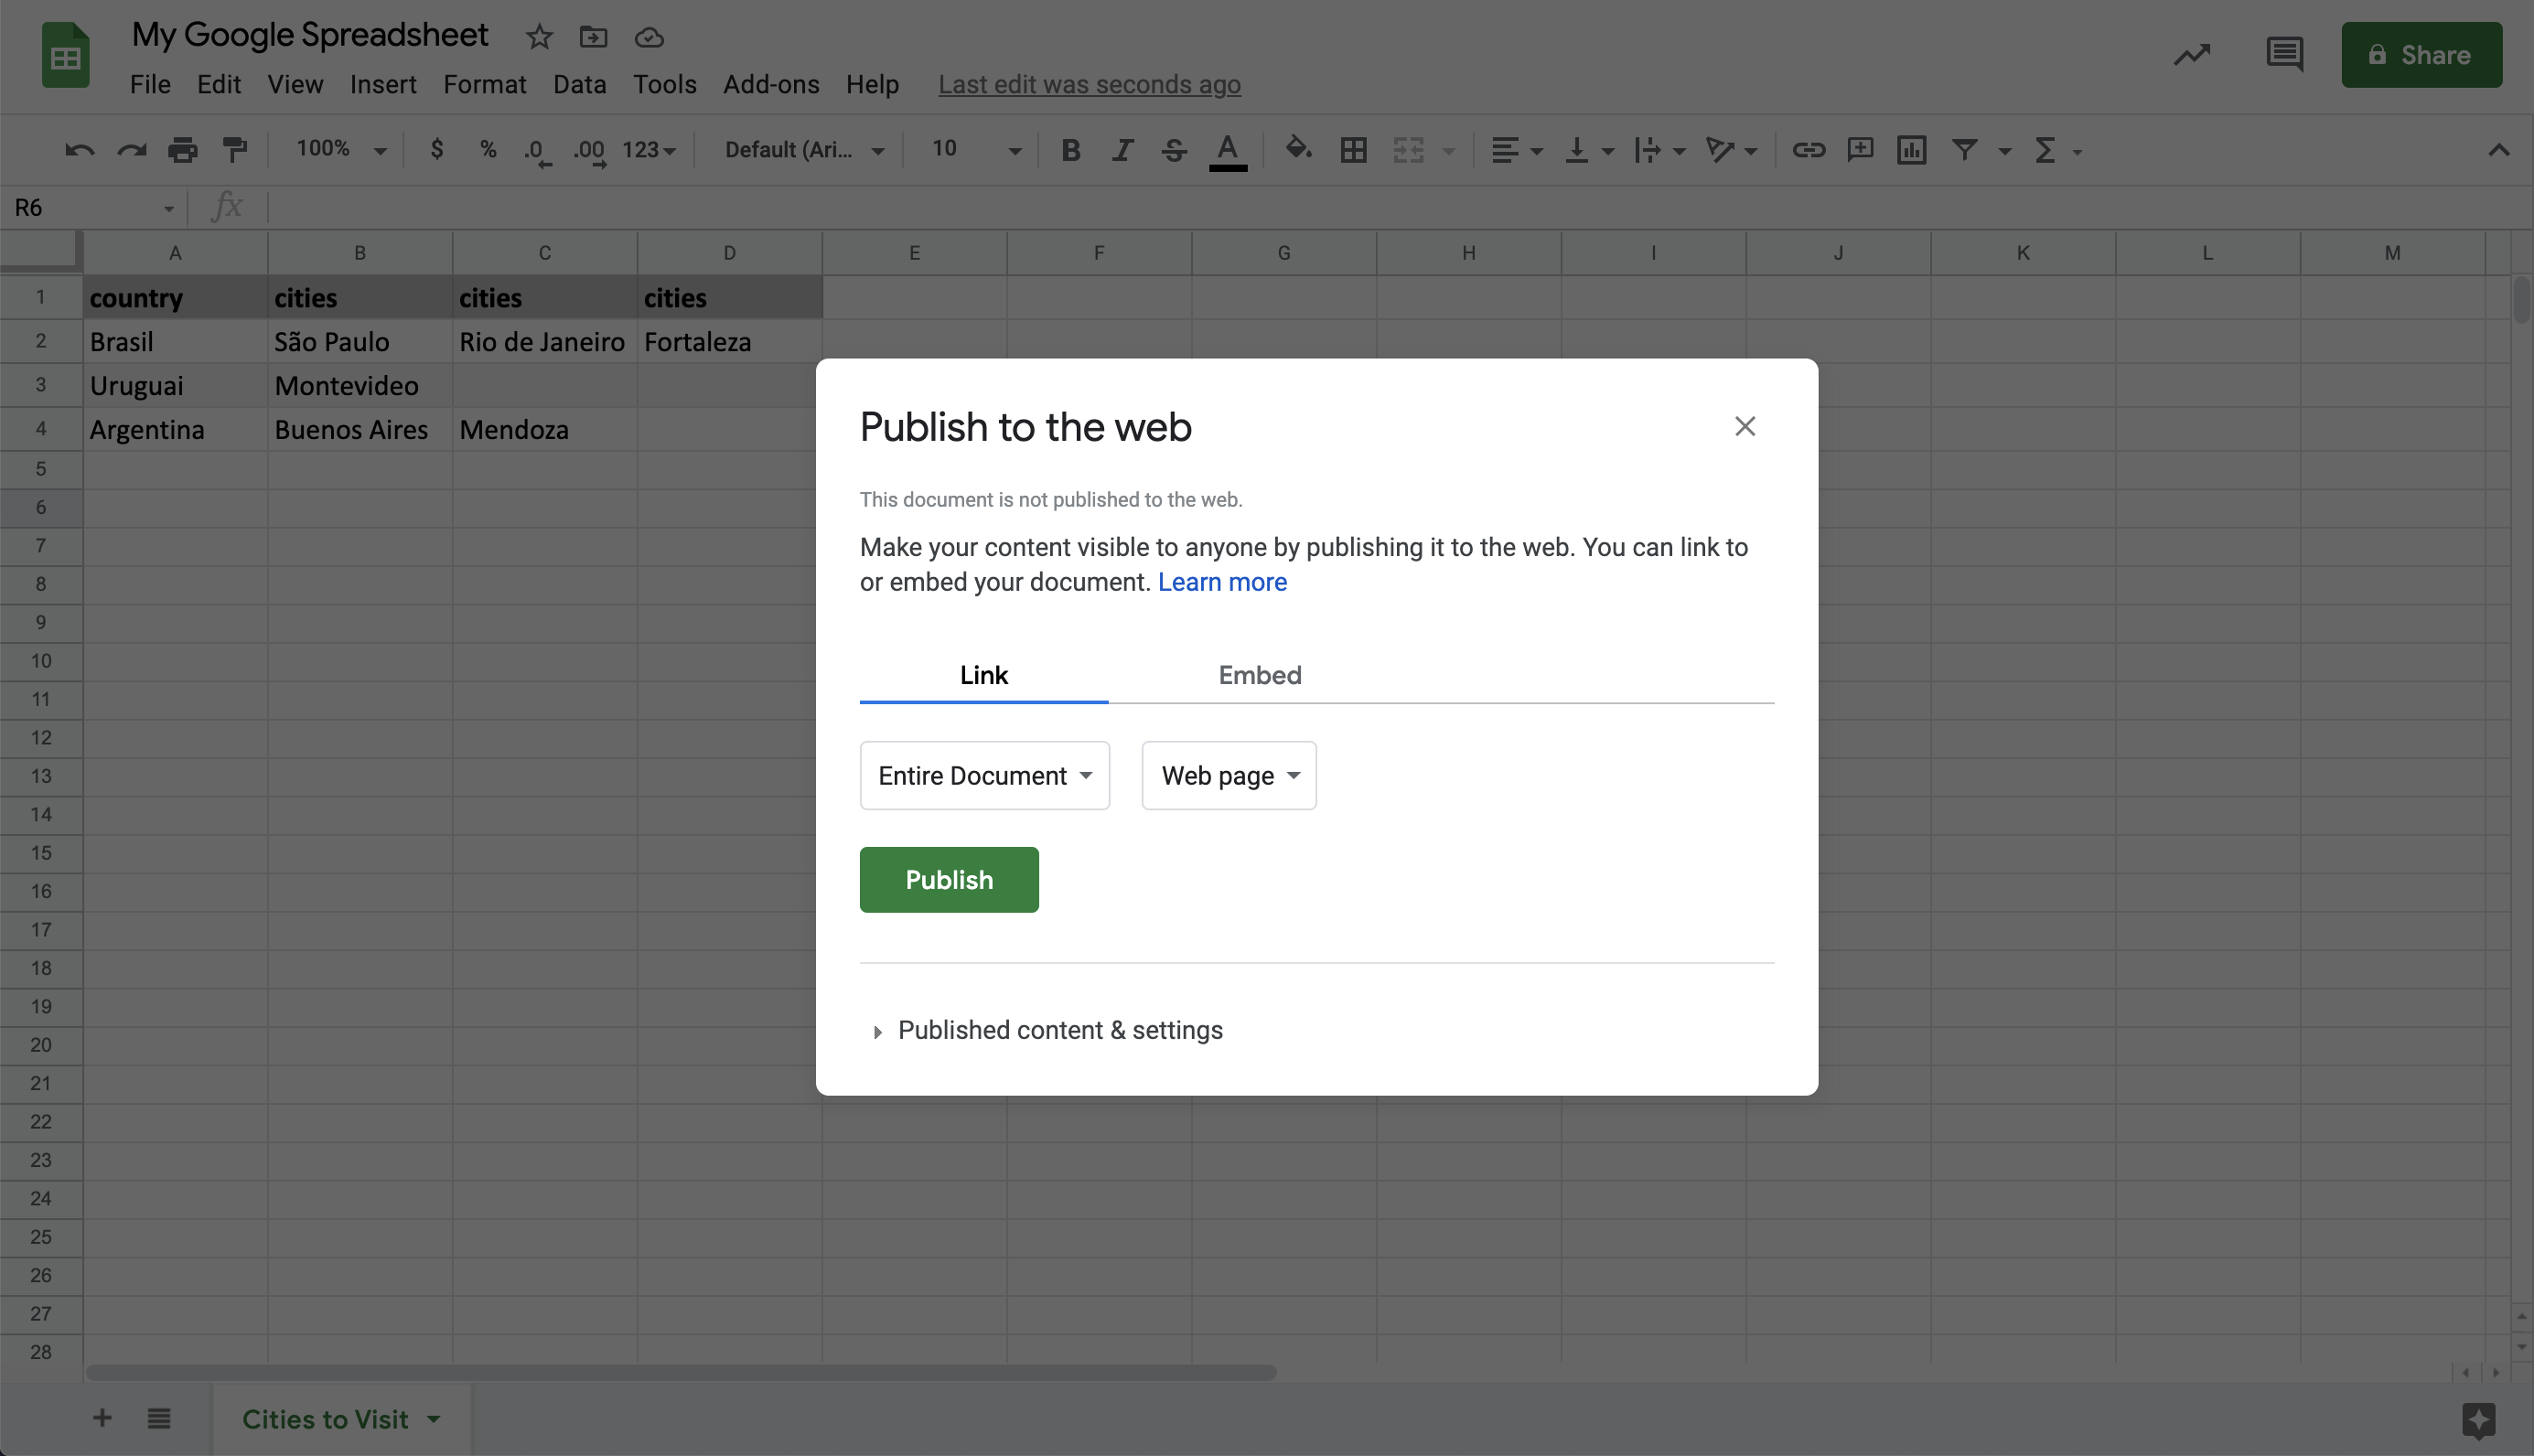 My Google Spreadsheet
File Edit View Insert Format Data Tools Add-ons Help Last edit was seconds ago
Share
100% $ % .0 .00 123 Default (Ari... 10 B I S A
R6 fx
A B C D E F G H I J K L M
1 country cities cities cities
2 Brasil São Paulo Rio de Janeiro Fortaleza
3 Uruguai Montevideo
4 Argentina Buenos Aires Mendoza
5
6
7
8
9
10
11
12
13
14
15
16
17
18
19
20
21
22
23
24
25
26
27
28
Publish to the web
This document is not published to the web.
Make your content visible to anyone by publishing it to the web. You can link to
or embed your document. Learn more
Link Embed
Entire Document Web page
Publish
Published content & settings
Cities to Visit